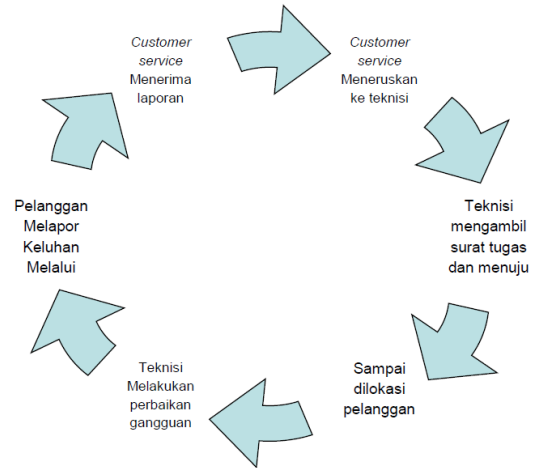 Customer
service
Menerima
laporan
Customer
service
Meneruskan
ke teknisi
Teknisi
mengambil
surat tugas
dan menuju
Sampai
dilokasi
pelanggan
Teknisi
Melakukan
perbaikan
gangguan
Pelanggan
Melapor
Keluhan
Melalui